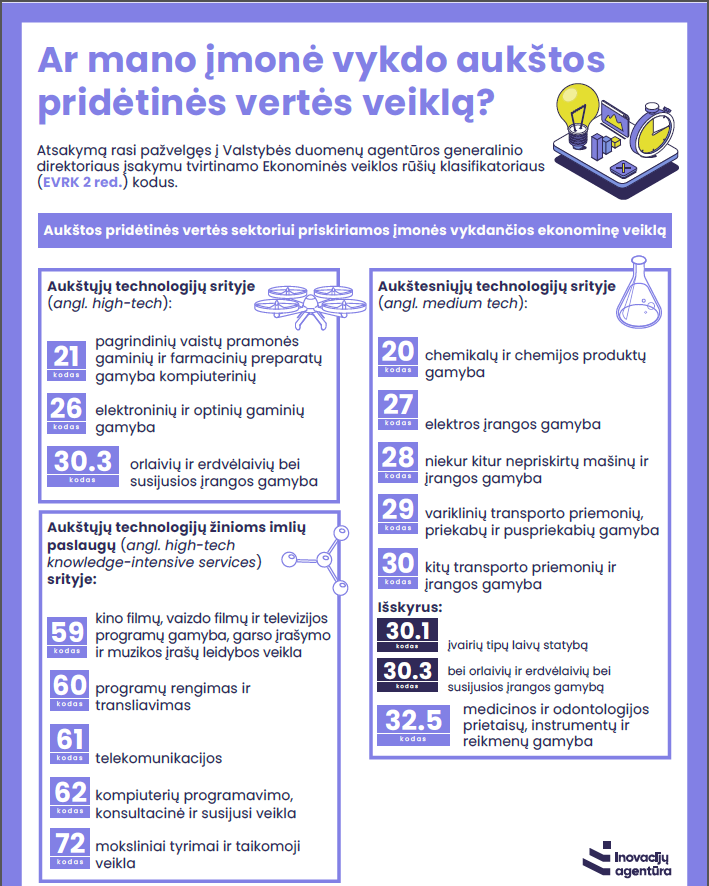 Ar mano įmonė vykdo aukštos
pridėtinės vertės veiklą?
Atsakymą rasi pažvelgęs į Valstybės duomenų agentūros generalinio
direktoriaus įsakymu tvirtinamo Ekonominės veiklos rūšių klasifikatoriaus
(EVRK 2 red.) kodus.
Aukštos pridėtinės vertės sektoriui priskiriamos įmonės vykdančios ekonominę veiklą
Aukštųjų technologijų srityje
(angl. high-tech):
21
kodas
pagrindinių vaistų pramonės
gaminių ir farmacinių preparatų
gamyba kompiuterinių
26
kodas
elektroninių ir optinių gaminių
gamyba
30.3
kodas
orlaivių ir erdvėlaivių bei
susijusios įrangos gamyba
Aukštųjų technologijų žinioms imlių
paslaugų (angl. high-tech
knowledge-intensive services)
srityje:
59
kodas
kino filmų, vaizdo filmų ir televizijos
programų gamyba, garso įrašymo
ir muzikos įrašų leidybos veikla
60
kodas
programų rengimas ir
transliavimas
61
kodas
telekomunikacijos
62
kodas
kompiuterių programavimo,
konsultacinė ir susijusi veikla
72
kodas
moksliniai tyrimai ir taikomoji
veikla
Aukštesniųjų technologijų srityje
(angl. medium tech):
20
kodas
chemikalų ir chemijos produktų
gamyba
27
kodas
elektros įrangos gamyba
28
kodas
niekur kitur nepriskirtų mašinų ir
įrangos gamyba
29
kodas
variklinių transporto priemonių,
priekabų ir puspriekabių gamyba
30
kodas
kitų transporto priemonių ir
įrangos gamyba
Išskyrus:
30.1
kodas
įvairių tipų laivų statybą
30.3
kodas
bei orlaivių ir erdvėlaivių bei
susijusios įrangos gamybą
32.5
kodas
medicinos ir odontologijos
prietaisų, instrumentų ir
reikmenų gamyba
Inovacijų
agentūra